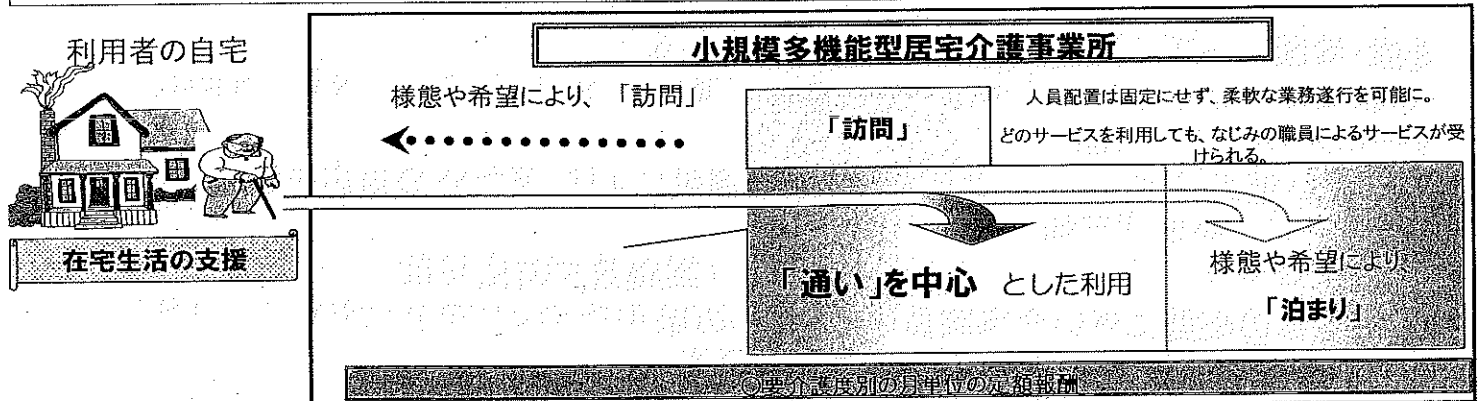 小規模多機能型居宅介護事業所
利用者の自宅
様態や希望により、「訪問」
「訪問」
人員配置は固定にせず、柔軟な業務遂行を可能に。
どのサービスを利用しても、なじみの職員によるサービスが受
けられる。
在宅生活の支援
「通い」を中心 とした利用
様態や希望により、
「泊まり」
◎要介護度別の月単位の定額報酬